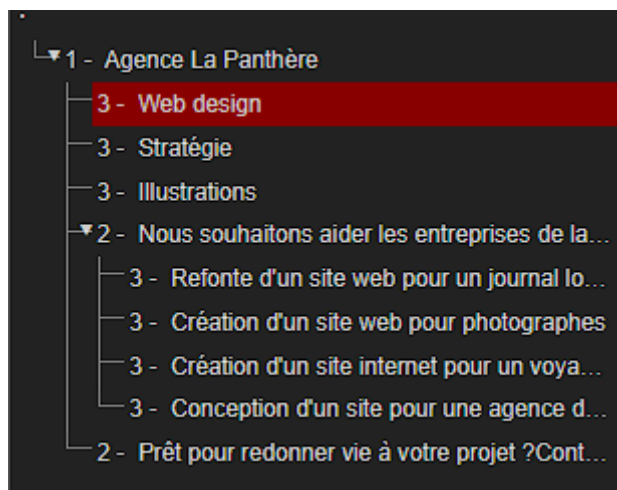 1 - Agence La Panthère
3 - Web design
3 - Stratégie
3 - Illustrations
2 - Nous souhaitons aider les entreprises de la...
3 - Refonte d'un site web pour un journal lo...
3 - Création d'un site web pour photographes
3 - Création d'un site internet pour un voya...
3 - Conception d'un site pour une agence d...
2 - Prêt pour redonner vie à votre projet ?Cont...